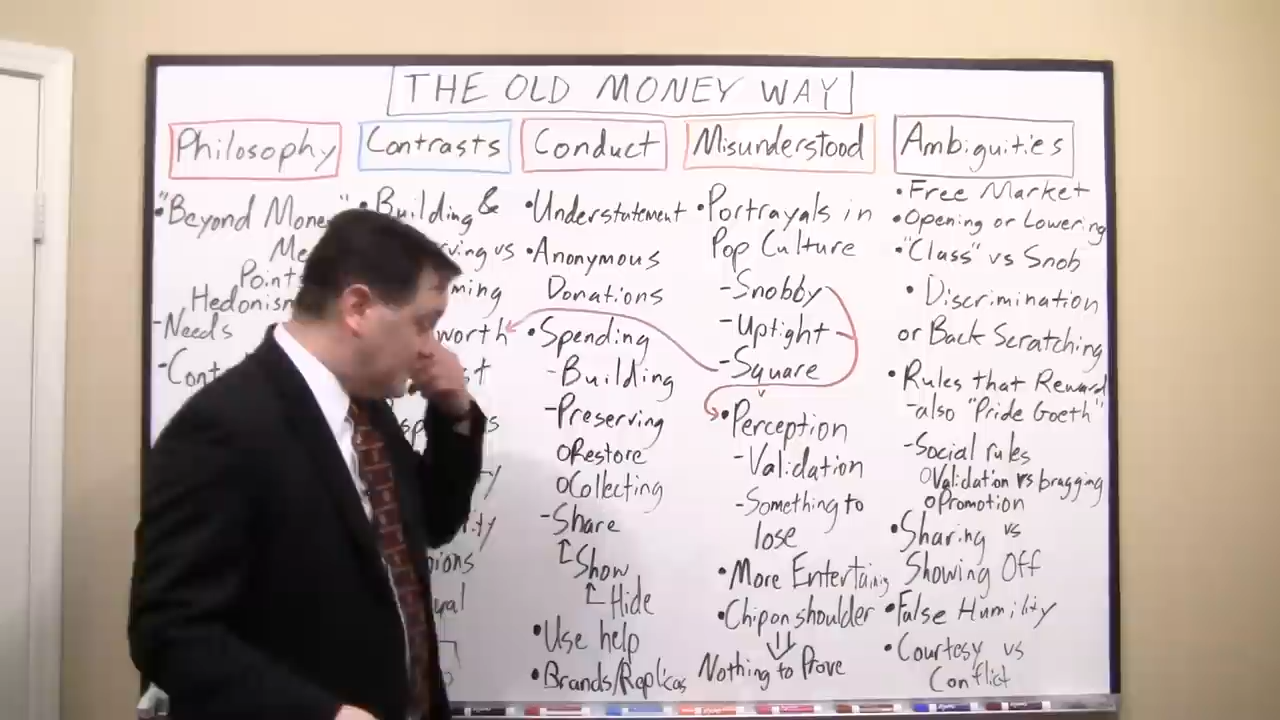 THE OLD MONEY WAY
Philosophy
"Beyond Money"
Points
Hedonism
-Needs
Contrasts
•Building &
vs
worth
Conduct
•Understatement
•Anonymous
Donations
•Spending
-Building
-Preserving
oRestore
oCollecting
-Share
Show
Hide
•Use help
•Brands/Replicas
Misunderstood
•Portrayals in
Pop Culture
-Snobby
-Uptight
-Square
•Perception
-Validation
-Something to
lose
•More Entertaining
•Chip on shoulder
Nothing to Prove
Ambiguities
•Free Market
•Opening or Lowering
•"Class" vs Snob
•Discrimination
or Back Scratching
•Rules that Reward
-also "Pride Goeth"
-Social rules
oValidation vs bragging
oPromotion
•Sharing vs
Showing Off
•False Humility
•Courtesy vs
Conflict